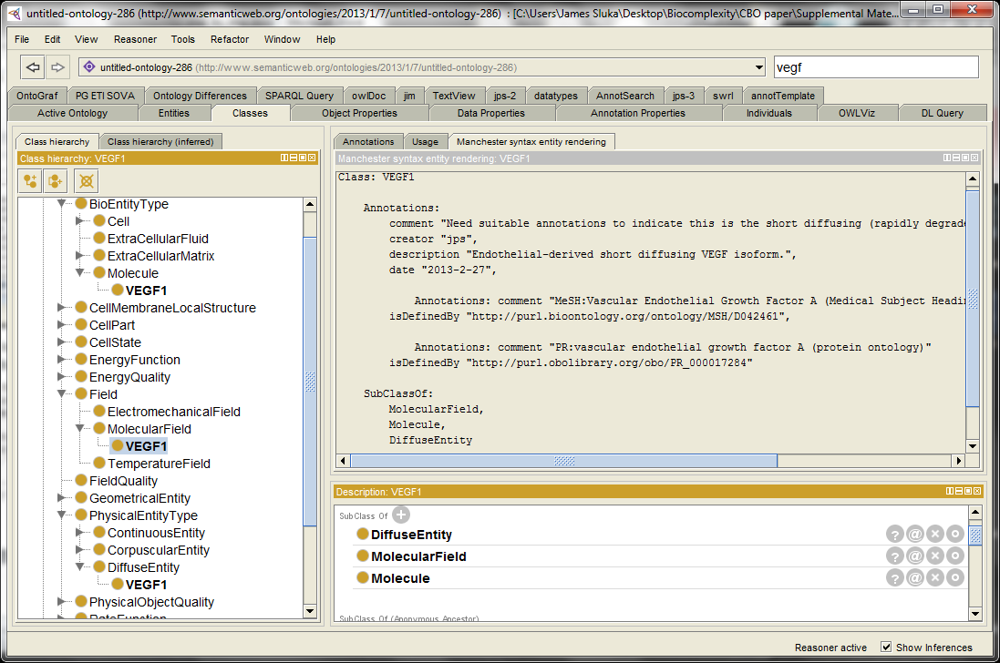 untitled-ontology-286 (http://www.semanticweb.org/ontologies/2013/1/7/untitled-ontology-286) : [C:\Users\James Sluka\Desktop\Biocomplexity\CBO paper\Supplemental Mate...
File Edit View Reasoner Tools Refactor Window Help
untitled-ontology-286 (http://www.semanticweb.org/ontologies/2013/1/7/untitled-ontology-286)
vegf
OntoGraf PG ETI SOVA Ontology Differences SPARQL Query owlDoc jim TextView jps-2 datatypes AnnotSearch jps-3 swrl annotTemplate
Active Ontology Entities Classes Object Properties Data Properties Annotation Properties Individuals OWLViz DL Query
Class hierarchy Class hierarchy (inferred)
Class hierarchy: VEGF1
BioEntityType
Cell
ExtraCellularFluid
ExtraCellularMatrix
Molecule
VEGF1
CellMembraneLocalStructure
CellPart
CellState
EnergyFunction
EnergyQuality
Field
ElectromechanicalField
MolecularField
VEGF1
TemperatureField
FieldQuality
GeometricalEntity
PhysicalEntityType
ContinuousEntity
CorpuscularEntity
DiffuseEntity
VEGF1
PhysicalObjectQuality
RateFunction
Annotations Usage Manchester syntax entity rendering
Manchester syntax entity rendering: VEGF1
Class: VEGF1
Annotations:
comment "Need suitable annotations to indicate this is the short diffusing (rapidly degrade
creator "jps",
description "Endothelial-derived short diffusing VEGF isoform.",
date "2013-2-27",
Annotations: comment "MeSH:Vascular Endothelial Growth Factor A (Medical Subject Headi
isDefinedBy "http://purl.bioontology.org/ontology/MSH/D042461",
Annotations: comment "PR:vascular endothelial growth factor A (protein ontology)"
isDefinedBy "http://purl.obolibrary.org/obo/PR_000017284"
SubClassOf:
MolecularField,
Molecule,
DiffuseEntity
Description: VEGF1
SubClass Of
DiffuseEntity
MolecularField
Molecule
SubClass Of (Anonymous Ancestor)
Reasoner active Show Inferences